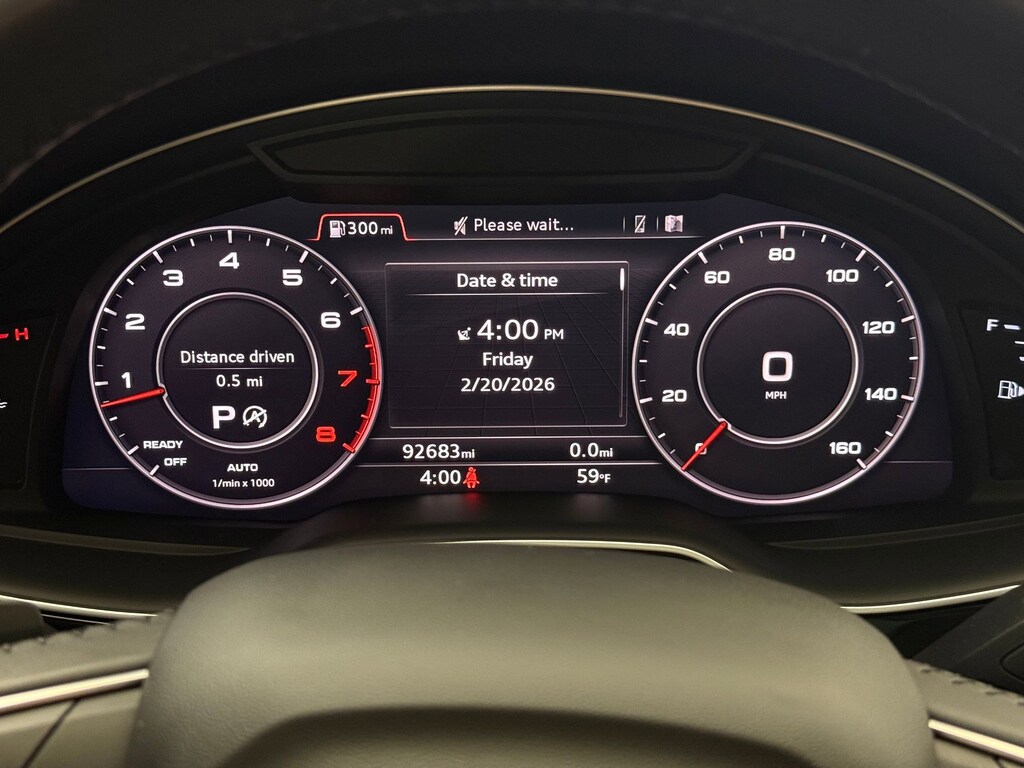 300 mi
Please wait...
Date & time
4:00 PM
Friday
2/20/2026
1
2
3
4
5
6
7
8
Distance driven
0.5 mi
P
A
READY
OFF
AUTO
1/min x 1000
0
20
40
60
80
100
120
140
160
0
MPH
92683mi
0.0mi
4:00
59°F
H
F